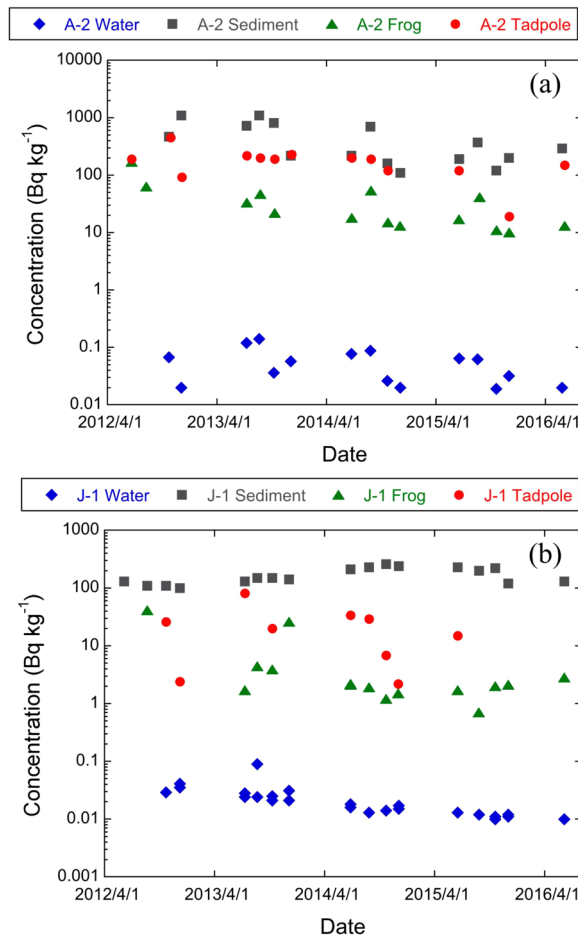 A-2 Water A-2 Sediment A-2 Frog A-2 Tadpole
(a)
10000
1000
100
10
1
0.1
0.01
Concentration (Bq kg-1)
2012/4/1 2013/4/1 2014/4/1 2015/4/1 2016/4/1
Date
J-1 Water J-1 Sediment J-1 Frog J-1 Tadpole
(b)
1000
100
10
1
0.1
0.01
0.001
Concentration (Bq kg-1)
2012/4/1 2013/4/1 2014/4/1 2015/4/1 2016/4/1
Date